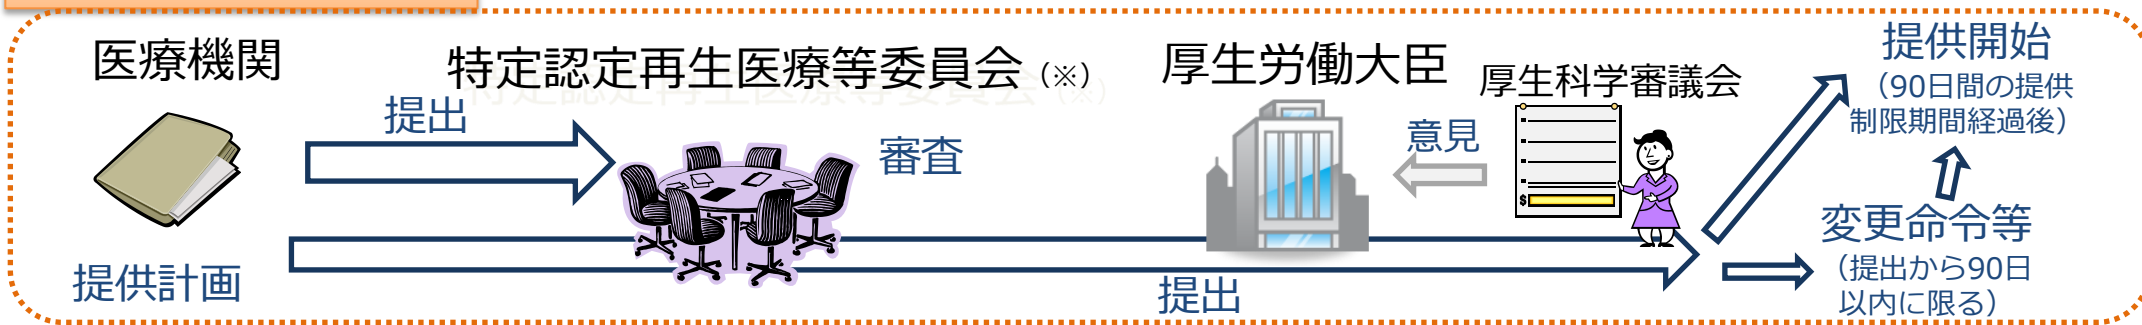 医療機関
提供計画
提出
特定認定再生医療等委員会（※）
審査
厚生労働大臣
意見
厚生科学審議会
$
提出
提供開始
（90日間の提供
制限期間経過後）
変更命令等
（提出から90日
以内に限る）